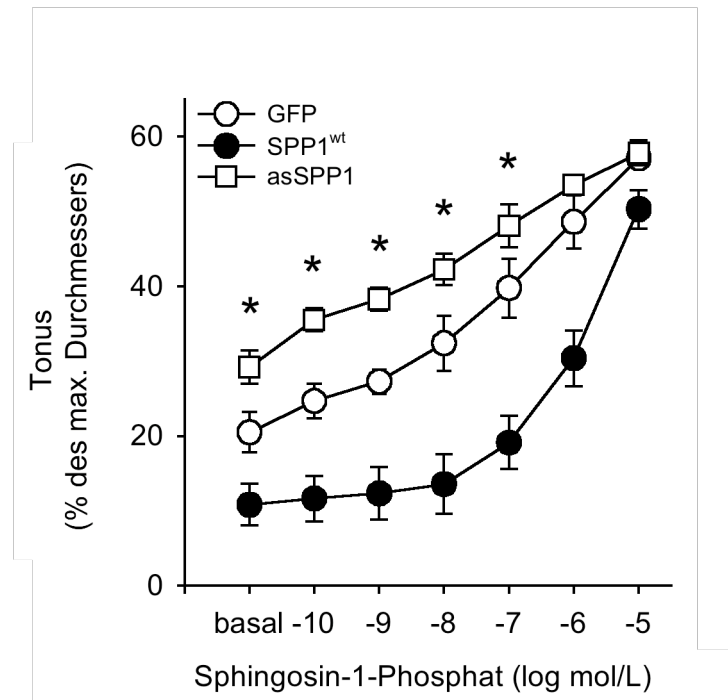 60
40
20
0
GFP
SPP1wt
asSPP1
*
*
*
*
*
Tonus
(% des max. Durchmessers)
basal -10 -9 -8 -7 -6 -5
Sphingosin-1-Phosphat (log mol/L)